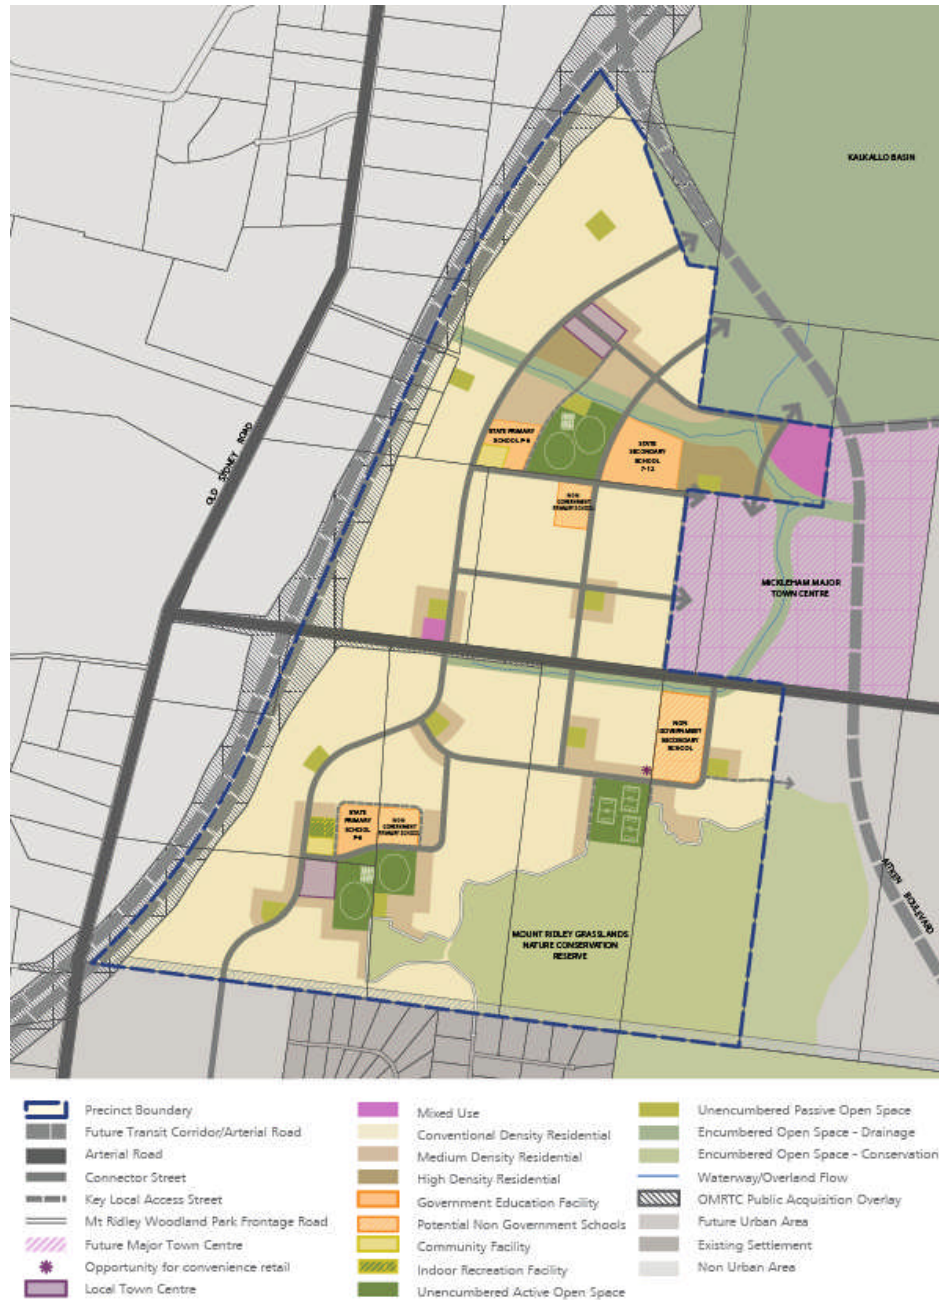 KALKALLO BASIN
OLD SYDNEY ROAD
STATE PRIMARY
SCHOOL P-6
STATE
SECONDARY
SCHOOL
7-12
NON
GOVERNMENT
PRIMARY SCHOOL
MICKLEHAM MAJOR
TOWN CENTRE
NON
GOVERNMENT
SECONDARY
SCHOOL
STATE
PRIMARY
SCHOOL
P-6
NON
GOVERNMENT
PRIMARY SCHOOL
AITKEN BOULEVARD
MOUNT RIDLEY GRASSLANDS
NATURE CONSERVATION
RESERVE
Precinct Boundary
Future Transit Corridor/Arterial Road
Arterial Road
Connector Street
Key Local Access Street
Mt Ridley Woodland Park Frontage Road
Future Major Town Centre
Opportunity for convenience retail
Local Town Centre
Mixed Use
Conventional Density Residential
Medium Density Residential
High Density Residential
Government Education Facility
Potential Non Government Schools
Community Facility
Indoor Recreation Facility
Unencumbered Active Open Space
Unencumbered Passive Open Space
Encumbered Open Space - Drainage
Encumbered Open Space - Conservation
Waterway/Overland Flow
OMRTC Public Acquisition Overlay
Future Urban Area
Existing Settlement
Non Urban Area